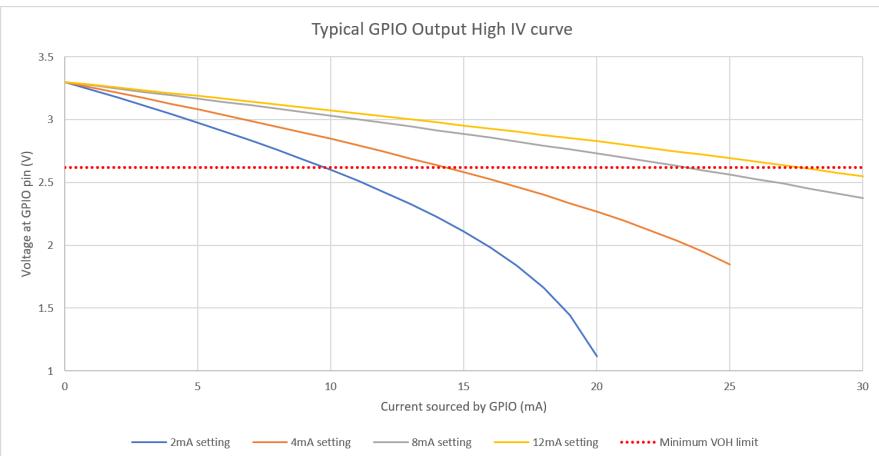 Typical GPIO Output High IV curve
3.5
3
2.5
2
1.5
1
Voltage at GPIO pin (V)
0 5 10 15 20 25 30
Current sourced by GPIO (mA)
2mA setting 4mA setting 8mA setting 12mA setting Minimum VOH limit